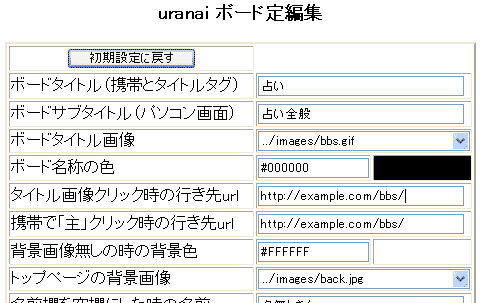 uranai ボード定編集
初期設定に戻す
ボードタイトル（携帯とタイトルタグ） 占い
ボードサブタイトル（パソコン画面） 占い全般
ボードタイトル画像 ../images/bbs.gif
ボード名称の色 #000000
タイトル画像クリック時の行き先url http://example.com/bbs/
携帯で「主」クリック時の行き先url http://example.com/bbs/
背景画像無しの時の背景色 #FFFFFF
トップページの背景画像 ../images/back.jpg